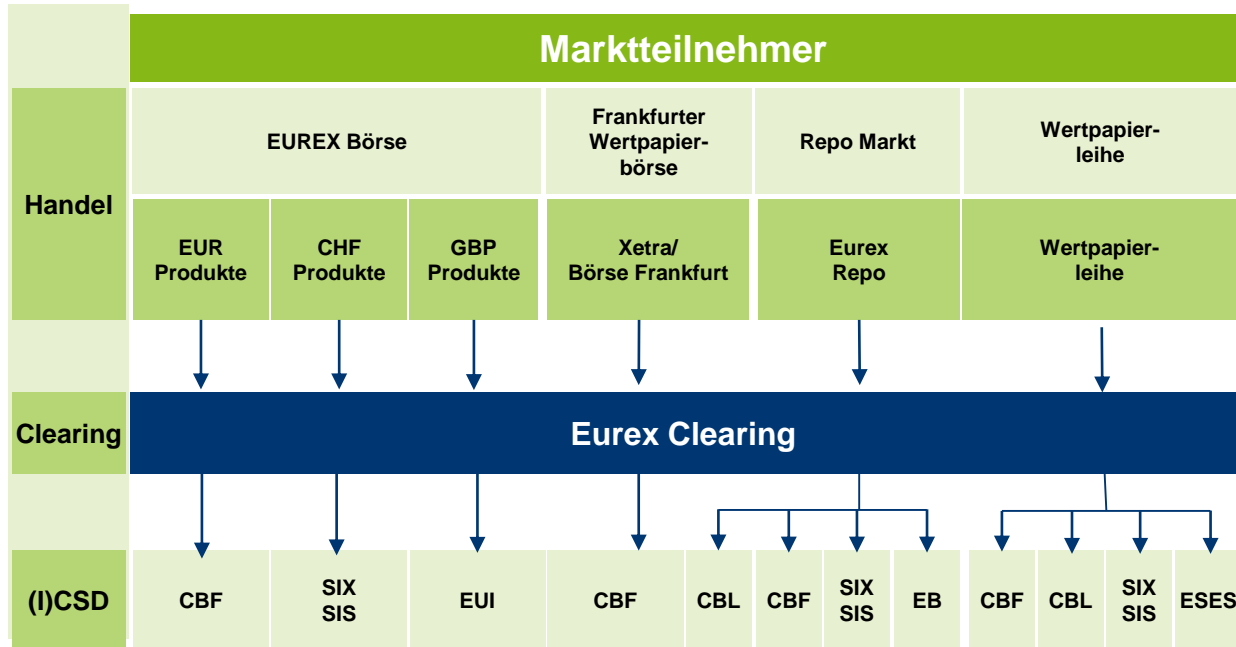 Marktteilnehmer
Handel
EUREX Börse
Frankfurter
Wertpapier-
börse
Repo Markt
Wertpapier-
leihe
EUR
Produkte
CHF
Produkte
GBP
Produkte
Xetra/
Börse Frankfurt
Eurex
Repo
Wertpapier-
leihe
Clearing
Eurex Clearing
(I)CSD
CBF
SIX
SIS
EUI
CBF
CBL
CBF
SIX
SIS
EB
CBF
CBL
SIX
SIS
ESES